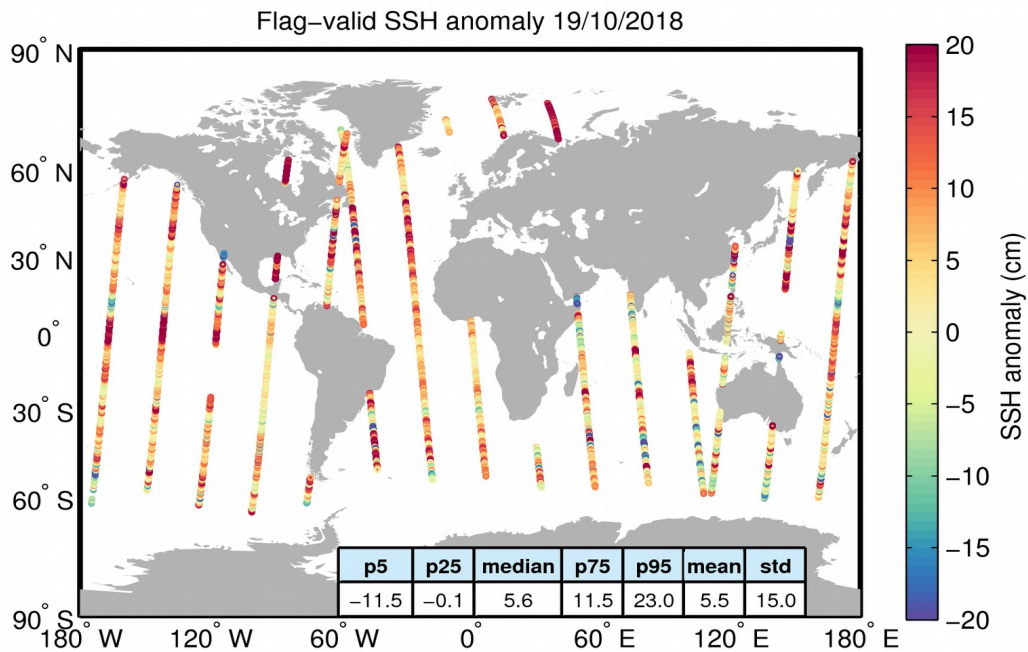 Flag−valid SSH anomaly 19/10/2018
90° N
60° N
30° N
0°
30° S
60° S
90° S
180° W
120° W
60° W
0°
60° E
120° E
180° E
p5 p25 median p75 p95 mean std
−11.5 −0.1 5.6 11.5 23.0 5.5 15.0
20
15
10
5
0
−5
−10
−15
−20
SSH anomaly (cm)